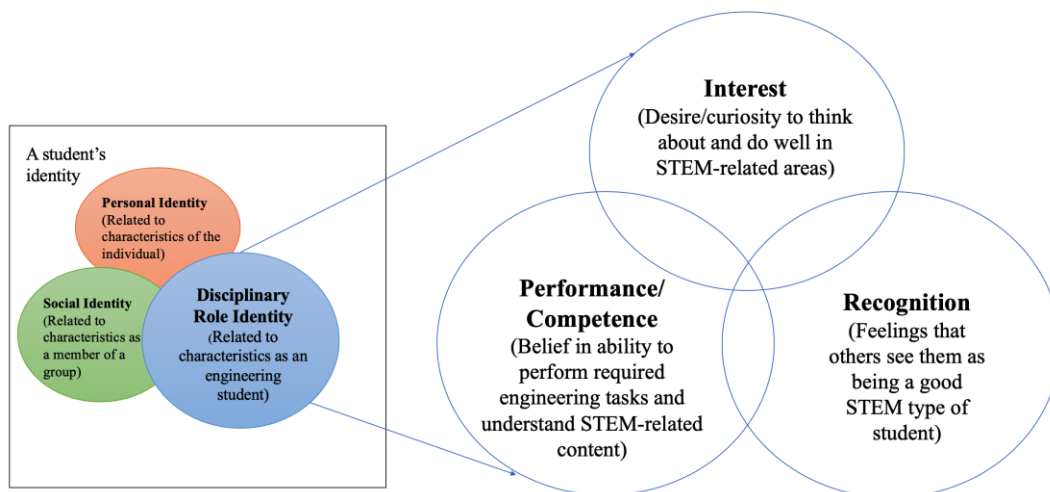 A student's
identity
Personal Identity
(Related to
characteristics of the
individual)
Social Identity
(Related to
characteristics as
a member of a
group)
Disciplinary
Role Identity
(Related to
characteristics as an
engineering
student)
Interest
(Desire/curiosity to think
about and do well in
STEM-related areas)
Performance/
Competence
(Belief in ability to
perform required
engineering tasks and
understand STEM-related
content)
Recognition
(Feelings that
others see them as
being a good
STEM type of
student)